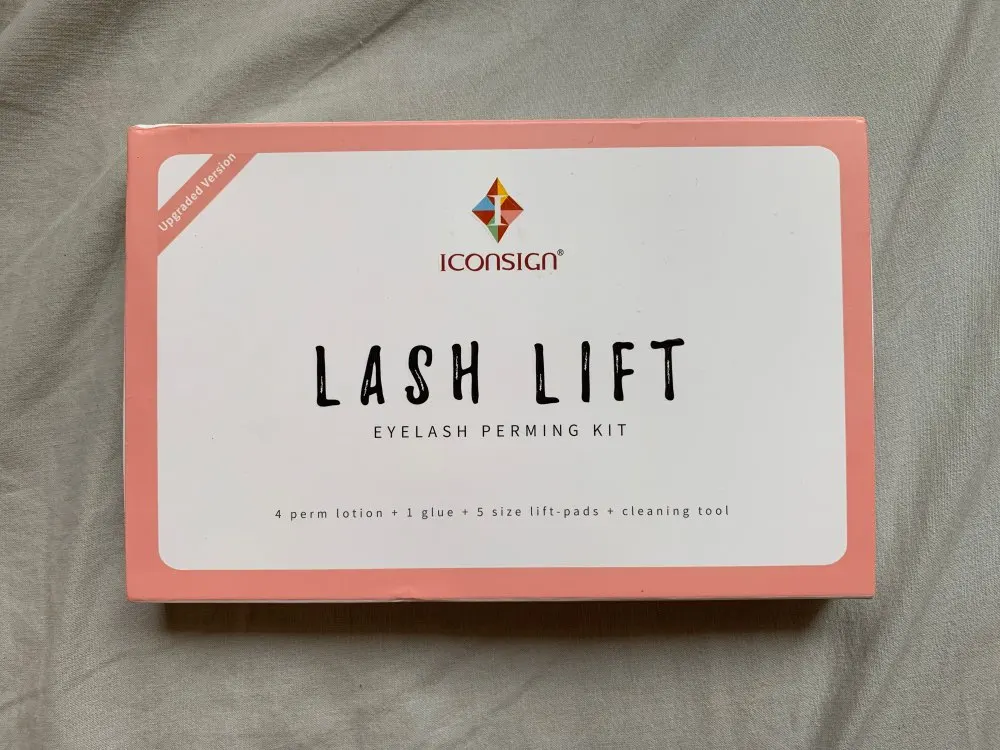 Upgraded Version
I
ICONSIGN®
LASH LIFT
EYELASH PERMING KIT
4 perm lotion + 1 glue + 5 size lift-pads + cleaning tool